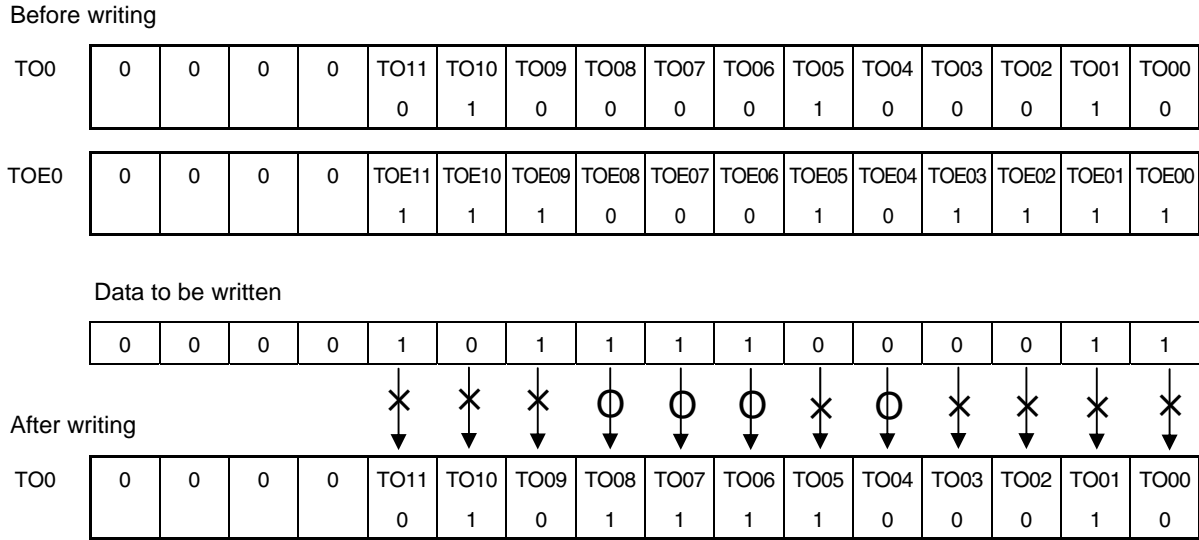 Before writing
TO0 0 0 0 0 TO11 TO10 TO09 TO08 TO07 TO06 TO05 TO04 TO03 TO02 TO01 TO00
0 1 0 0 0 0 1 0 0 0 1 0
TOE0 0 0 0 0 TOE11 TOE10 TOE09 TOE08 TOE07 TOE06 TOE05 TOE04 TOE03 TOE02 TOE01 TOE00
1 1 1 0 0 0 1 0 1 1 1 1
Data to be written
0 0 0 0 1 0 1 1 1 1 0 0 0 0 1 1
× × × O O O × O × × × ×
After writing
TO0 0 0 0 0 TO11 TO10 TO09 TO08 TO07 TO06 TO05 TO04 TO03 TO02 TO01 TO00
0 1 0 1 1 1 1 0 0 0 1 0